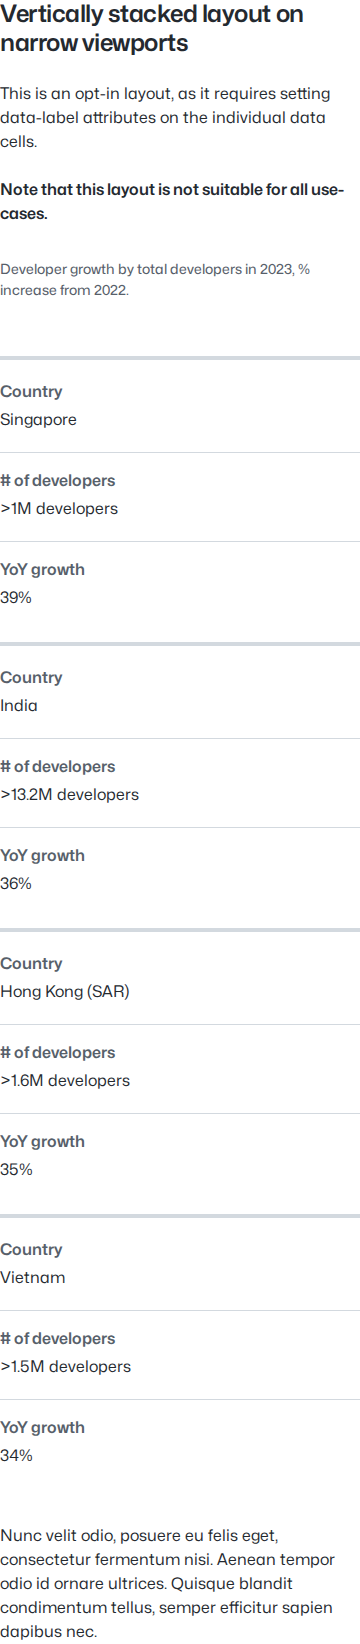 Vertically stacked layout on
narrow viewports
This is an opt-in layout, as it requires setting
data-label attributes on the individual data
cells.
Note that this layout is not suitable for all use-
cases.
Developer growth by total developers in 2023, %
increase from 2022.
Country
Singapore
# of developers
>1M developers
YoY growth
39%
Country
India
# of developers
>13.2M developers
YoY growth
36%
Country
Hong Kong (SAR)
# of developers
>1.6M developers
YoY growth
35%
Country
Vietnam
# of developers
>1.5M developers
YoY growth
34%
Nunc velit odio, posuere eu felis eget,
consectetur fermentum nisi. Aenean tempor
odio id ornare ultrices. Quisque blandit
condimentum tellus, semper efficitur sapien
dapibus nec.